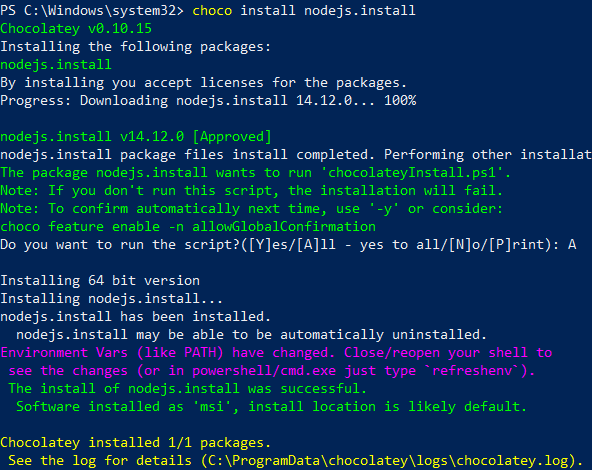 PS C:\Windows\system32> choco install nodejs.install
Chocolatey v0.10.15
Installing the following packages:
nodejs.install
By installing you accept licenses for the packages.
Progress: Downloading nodejs.install 14.12.0... 100%
nodejs.install v14.12.0 [Approved]
nodejs.install package files install completed. Performing other installat
The package nodejs.install wants to run 'chocolateyInstall.ps1'.
Note: If you don't run this script, the installation will fail.
Note: To confirm automatically next time, use '-y' or consider:
choco feature enable -n allowGlobalConfirmation
Do you want to run the script?([Y]es/[A]ll - yes to all/[N]o/[P]rint): A
Installing 64 bit version
Installing nodejs.install...
nodejs.install has been installed.
  nodejs.install may be able to be automatically uninstalled.
Environment Vars (like PATH) have changed. Close/reopen your shell to
 see the changes (or in powershell/cmd.exe just type `refreshenv`).
 The install of nodejs.install was successful.
  Software installed as 'msi', install location is likely default.
Chocolatey installed 1/1 packages.
 See the log for details (C:\ProgramData\chocolatey\logs\chocolatey.log).